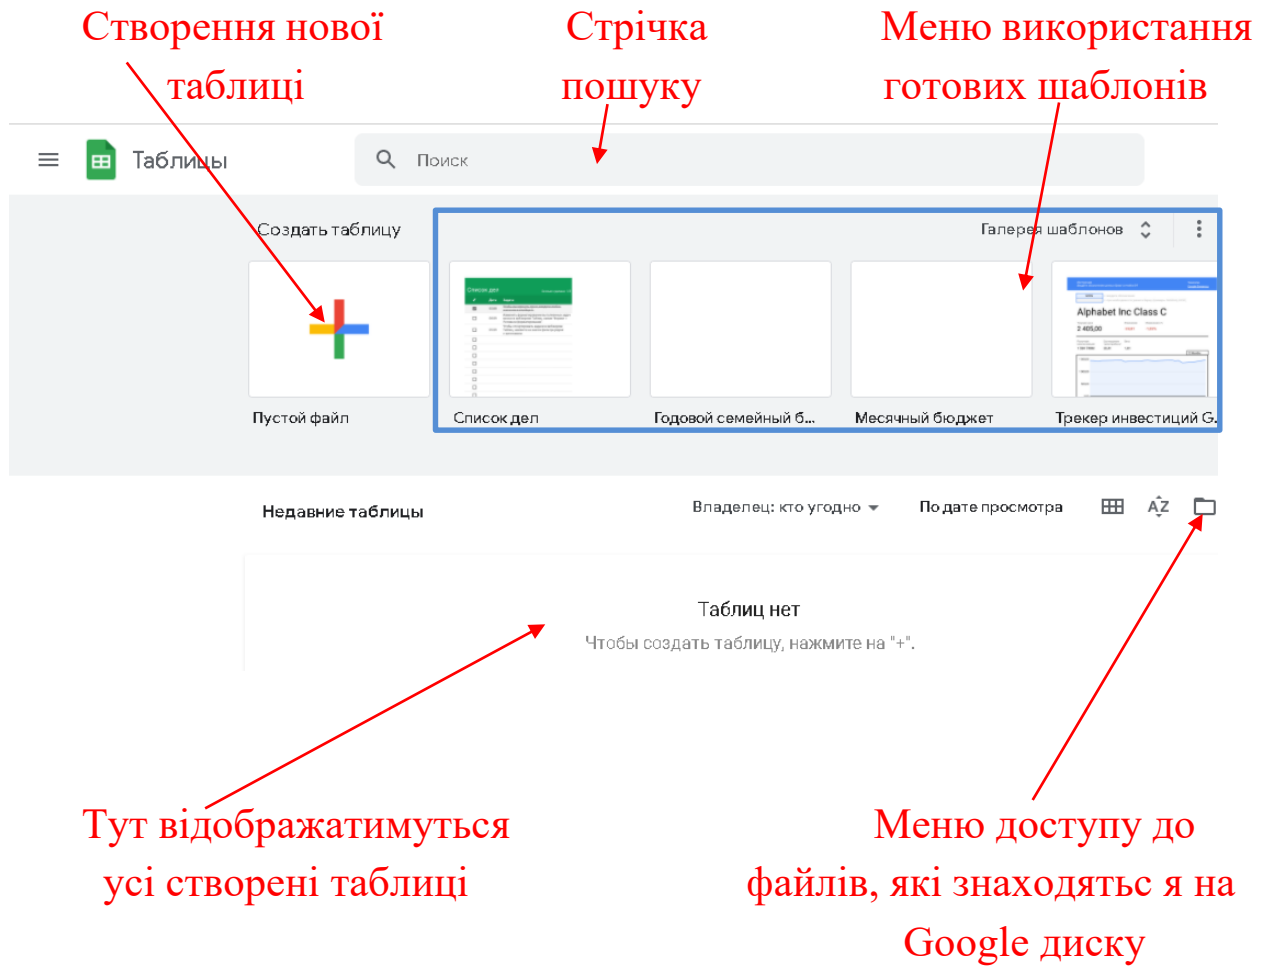 Створення нової
таблиці
Стрічка
пошуку
Меню використання
готових шаблонів
Таблицы
Поиск
Создать таблицу
Галерея шаблонов
Список дел
Alphabet Inc Class C
2 405,00
Пустой файл
Список дел
Годовой семейный б...
Месячный бюджет
Трекер инвестиций G.
Недавние таблицы
Владелец: кто угодно
По дате просмотра
AZ
Таблиц нет
Чтобы создать таблицу, нажмите на "+".
Тут відображатимуться
усі створені таблиці
Меню доступу до
файлів, які знаходятьс я на
Google диску